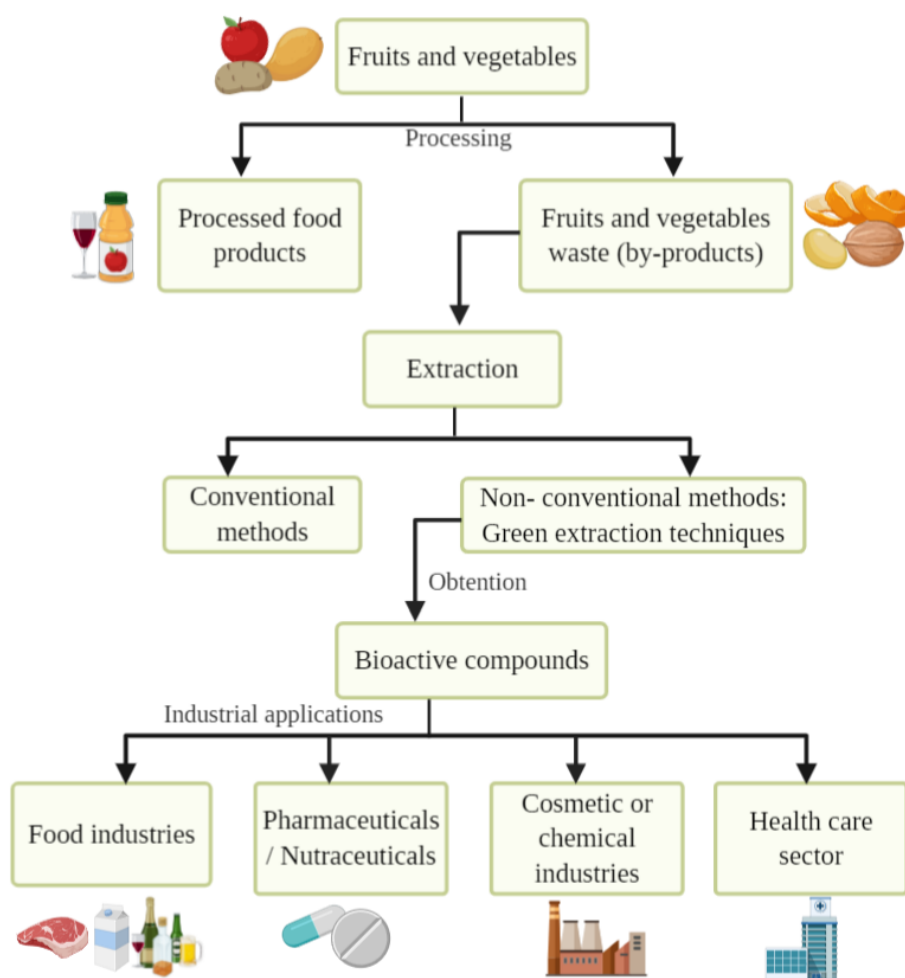 Fruits and vegetables
Processing
Processed food
products
Fruits and vegetables
waste (by-products)
Extraction
Conventional
methods
Non- conventional methods:
Green extraction techniques
Obtention
Bioactive compounds
Industrial applications
Food industries
Pharmaceuticals
/ Nutraceuticals
Cosmetic or
chemical
industries
Health care
sector